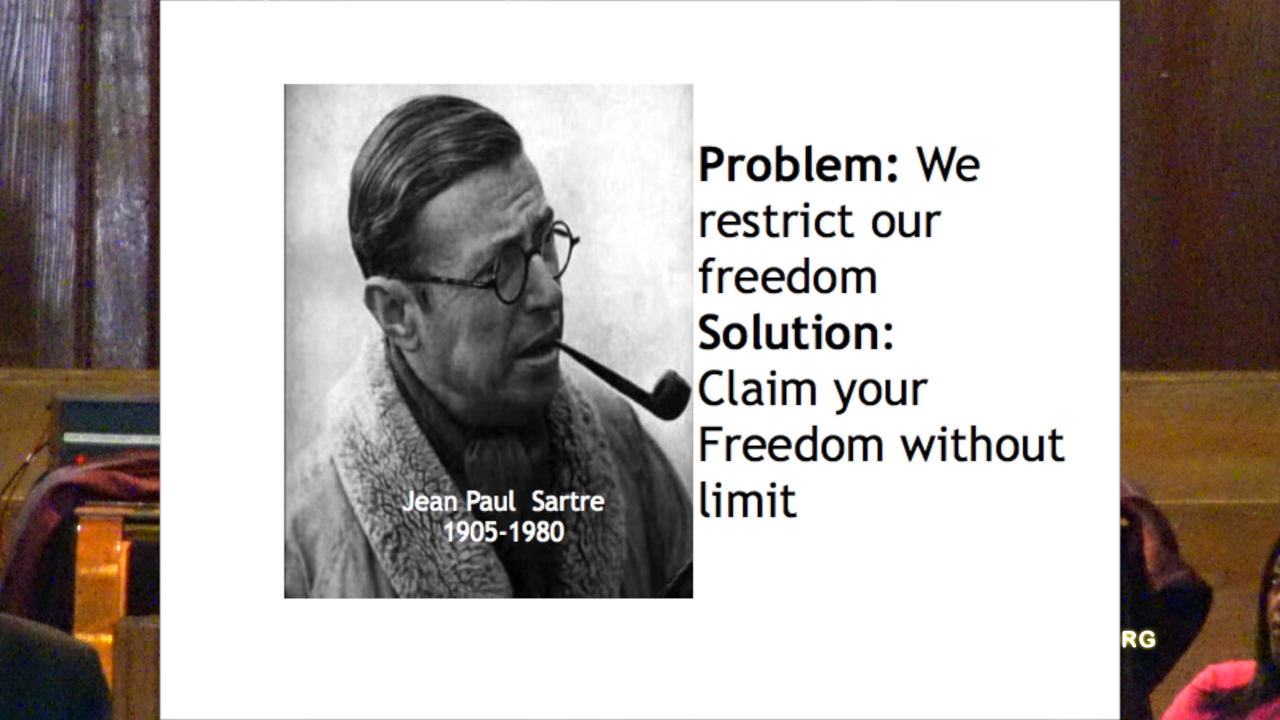 Problem: We
restrict our
freedom
Solution:
Claim your
Freedom without
limit
Jean Paul Sartre
1905-1980
RG